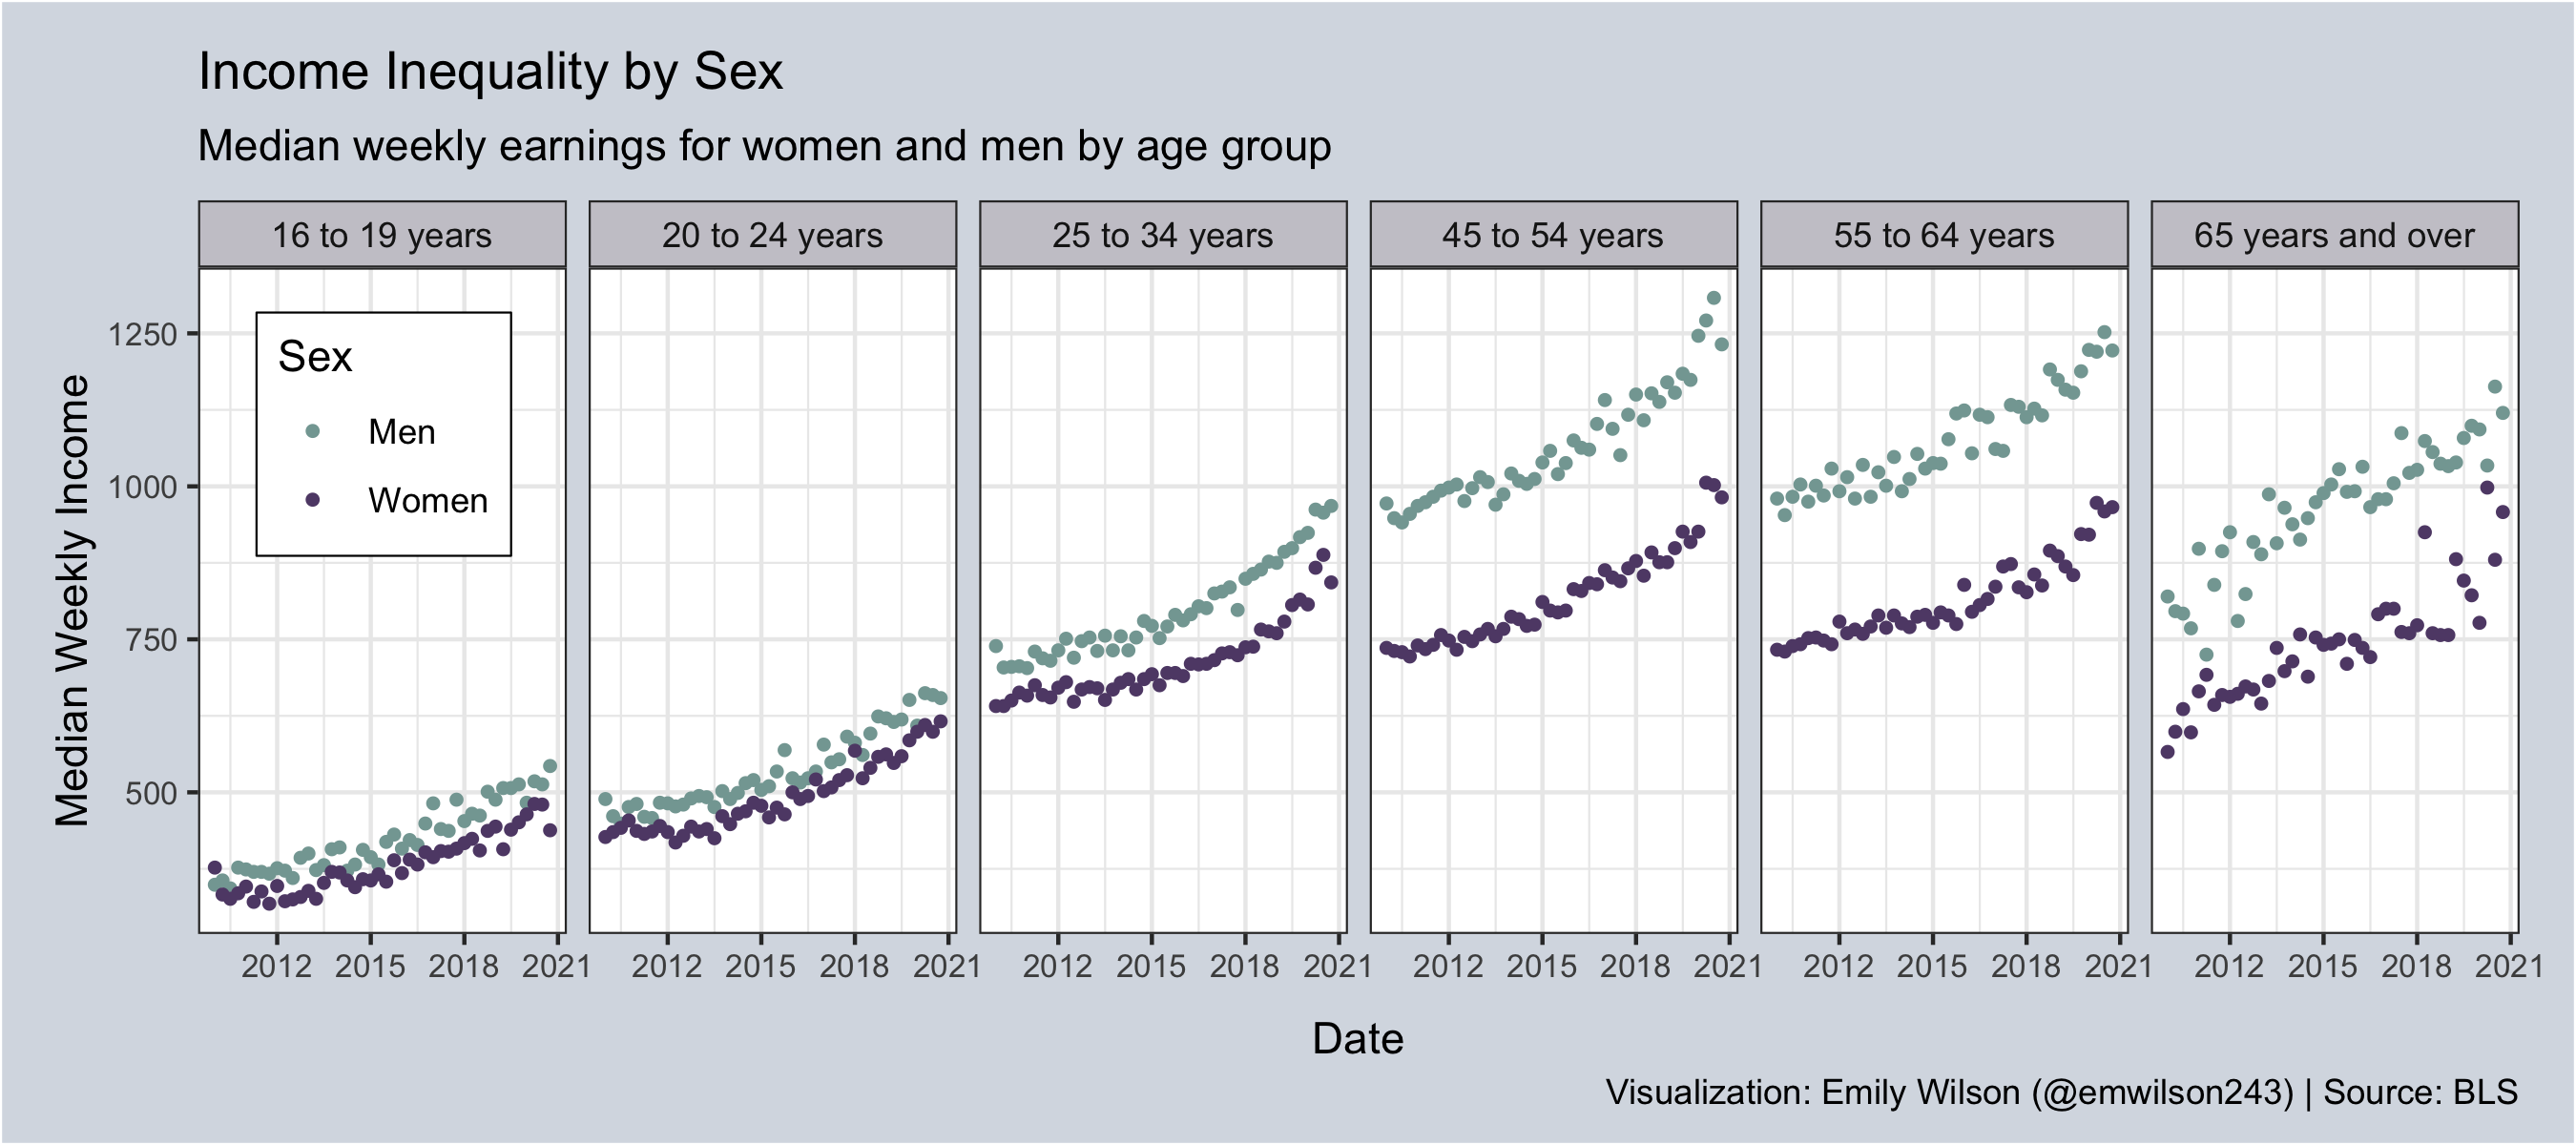 Income Inequality by Sex
Median weekly earnings for women and men by age group
16 to 19 years
20 to 24 years
25 to 34 years
45 to 54 years
55 to 64 years
65 years and over
Median Weekly Income
1250
1000
750
500
Sex
Men
Women
2012 2015 2018 2021
2012 2015 2018 2021
2012 2015 2018 2021
2012 2015 2018 2021
2012 2015 2018 2021
2012 2015 2018 2021
Date
Visualization: Emily Wilson (@emwilson243) | Source: BLS